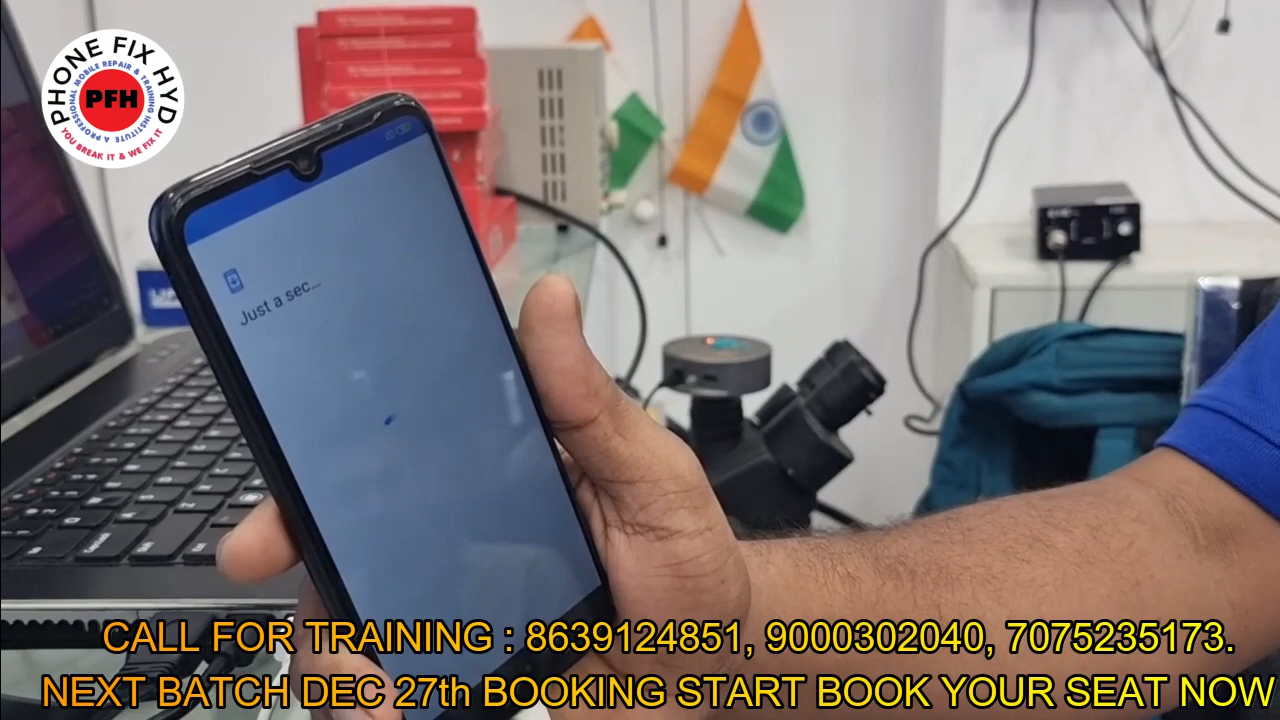 PHONE FIX HYD
A PROFESSIONAL MOBILE REPAIR & TRAINING INSTITUTE
PFH
YOU BREAK IT & WE FIX IT
Just a sec...
CALL FOR TRAINING : 8639124851, 9000302040, 7075235173.
NEXT BATCH DEC 27th BOOKING START BOOK YOUR SEAT NOW